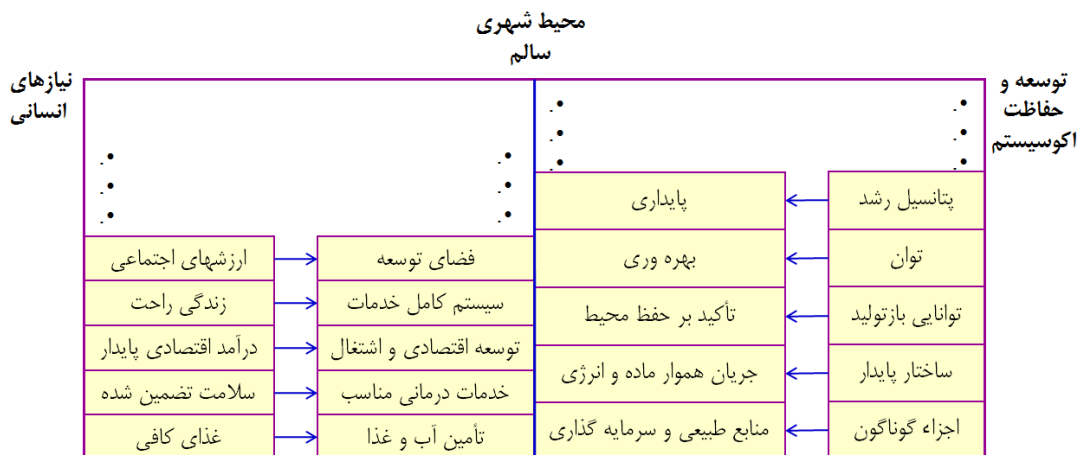 محیط شهری
سالم
توسعه و
حفاظت
اکوسیستم
نیازهای
انسانی
پتانسیل رشد
پایداری
توان
بهره وری
توانایی بازتولید
تأکید بر حفظ محیط
ساختار پایدار
جریان هموار ماده و انرژی
اجزاء گوناگون
منابع طبیعی و سرمایه گذاری
فضای توسعه
ارزشهای اجتماعی
سیستم کامل خدمات
زندگی راحت
توسعه اقتصادی و اشتغال
درآمد اقتصادی پایدار
خدمات درمانی مناسب
سلامت تضمین شده
تأمین آب و غذا
غذای کافی